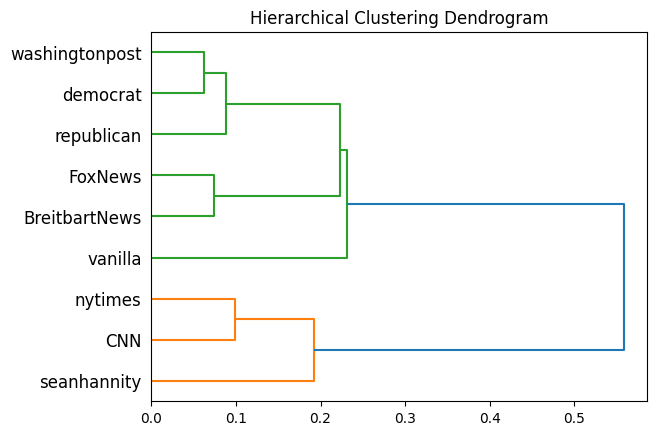 Hierarchical Clustering Dendrogram
washingtonpost
democrat
republican
FoxNews
BreitbartNews
vanilla
nytimes
CNN
seanhannity
0.0 0.1 0.2 0.3 0.4 0.5